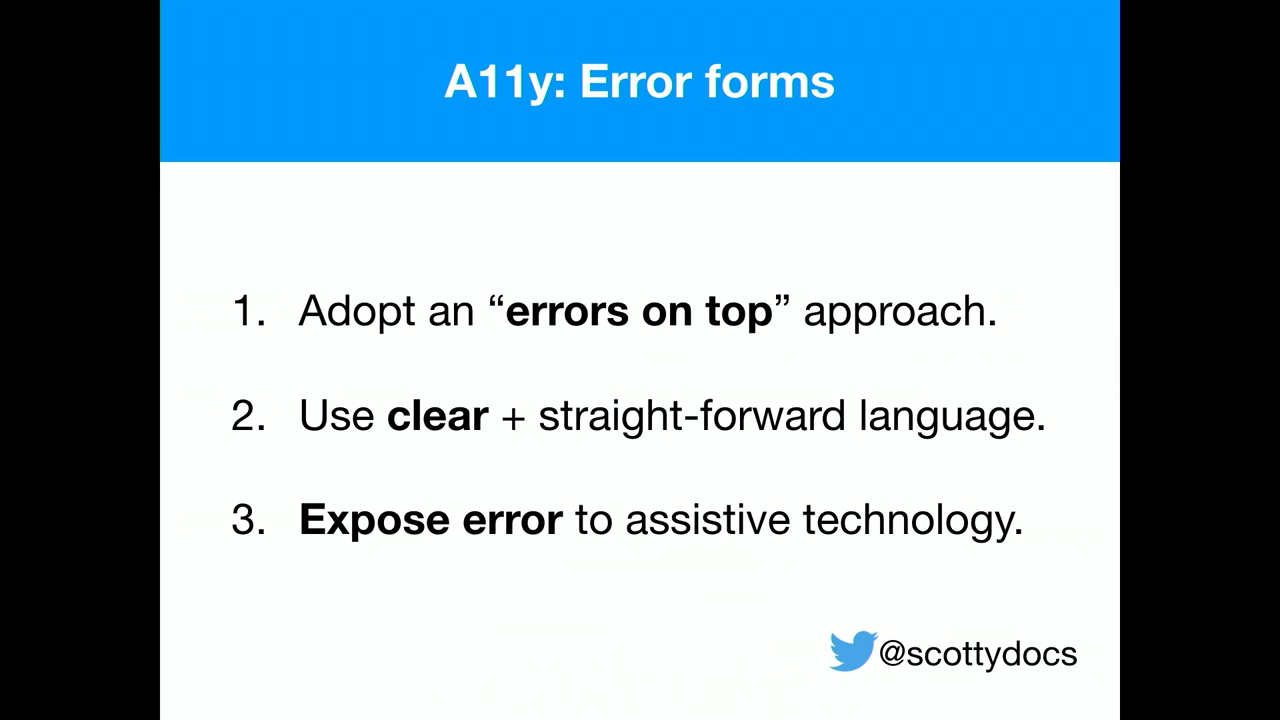 A11y: Error forms
1. Adopt an “errors on top” approach.
2. Use clear + straight-forward language.
3. Expose error to assistive technology.
@scottydocs